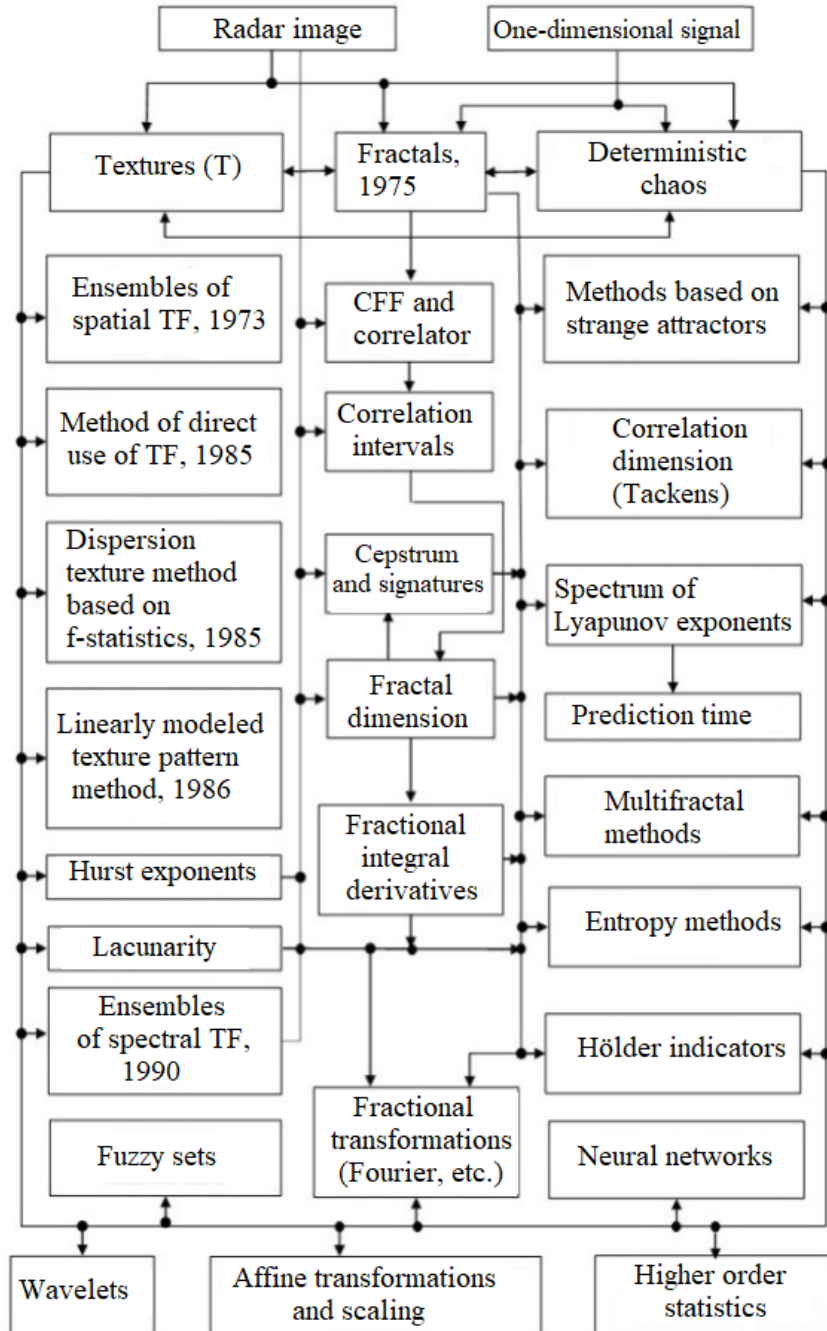 Radar image
One-dimensional signal
Textures (T)
Fractals,
1975
Deterministic
chaos
Ensembles of
spatial TF, 1973
CFF and
correlator
Methods based on
strange attractors
Method of direct
use of TF, 1985
Correlation
intervals
Correlation
dimension
(Tackens)
Dispersion
texture method
based on
f-statistics, 1985
Cepstrum
and signatures
Spectrum of
Lyapunov exponents
Fractal
dimension
Prediction time
Linearly modeled
texture pattern
method, 1986
Fractional
integral
derivatives
Multifractal
methods
Hurst exponents
Lacunarity
Entropy methods
Ensembles
of spectral TF,
1990
Hölder indicators
Fractional
transformations
(Fourier, etc.)
Fuzzy sets
Neural networks
Wavelets
Affine transformations
and scaling
Higher order
statistics